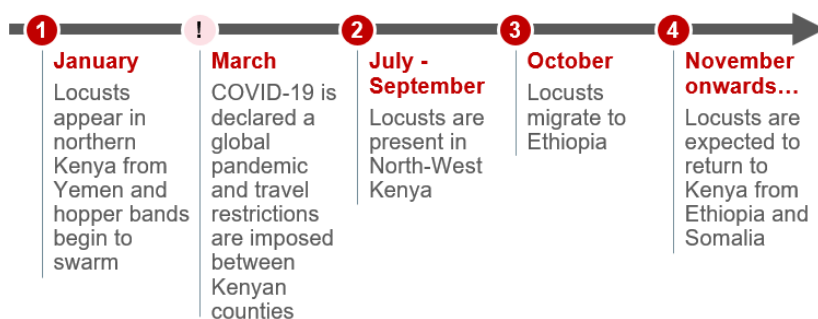 1
January
Locusts
appear in
northern
Kenya from
Yemen and
hopper bands
begin to
swarm
!
March
COVID-19 is
declared a
global
pandemic
and travel
restrictions
are imposed
between
Kenyan
counties
2
July -
September
Locusts are
present in
North-West
Kenya
3
October
Locusts
migrate to
Ethiopia
4
November
onwards…
Locusts are
expected to
return to
Kenya from
Ethiopia and
Somalia